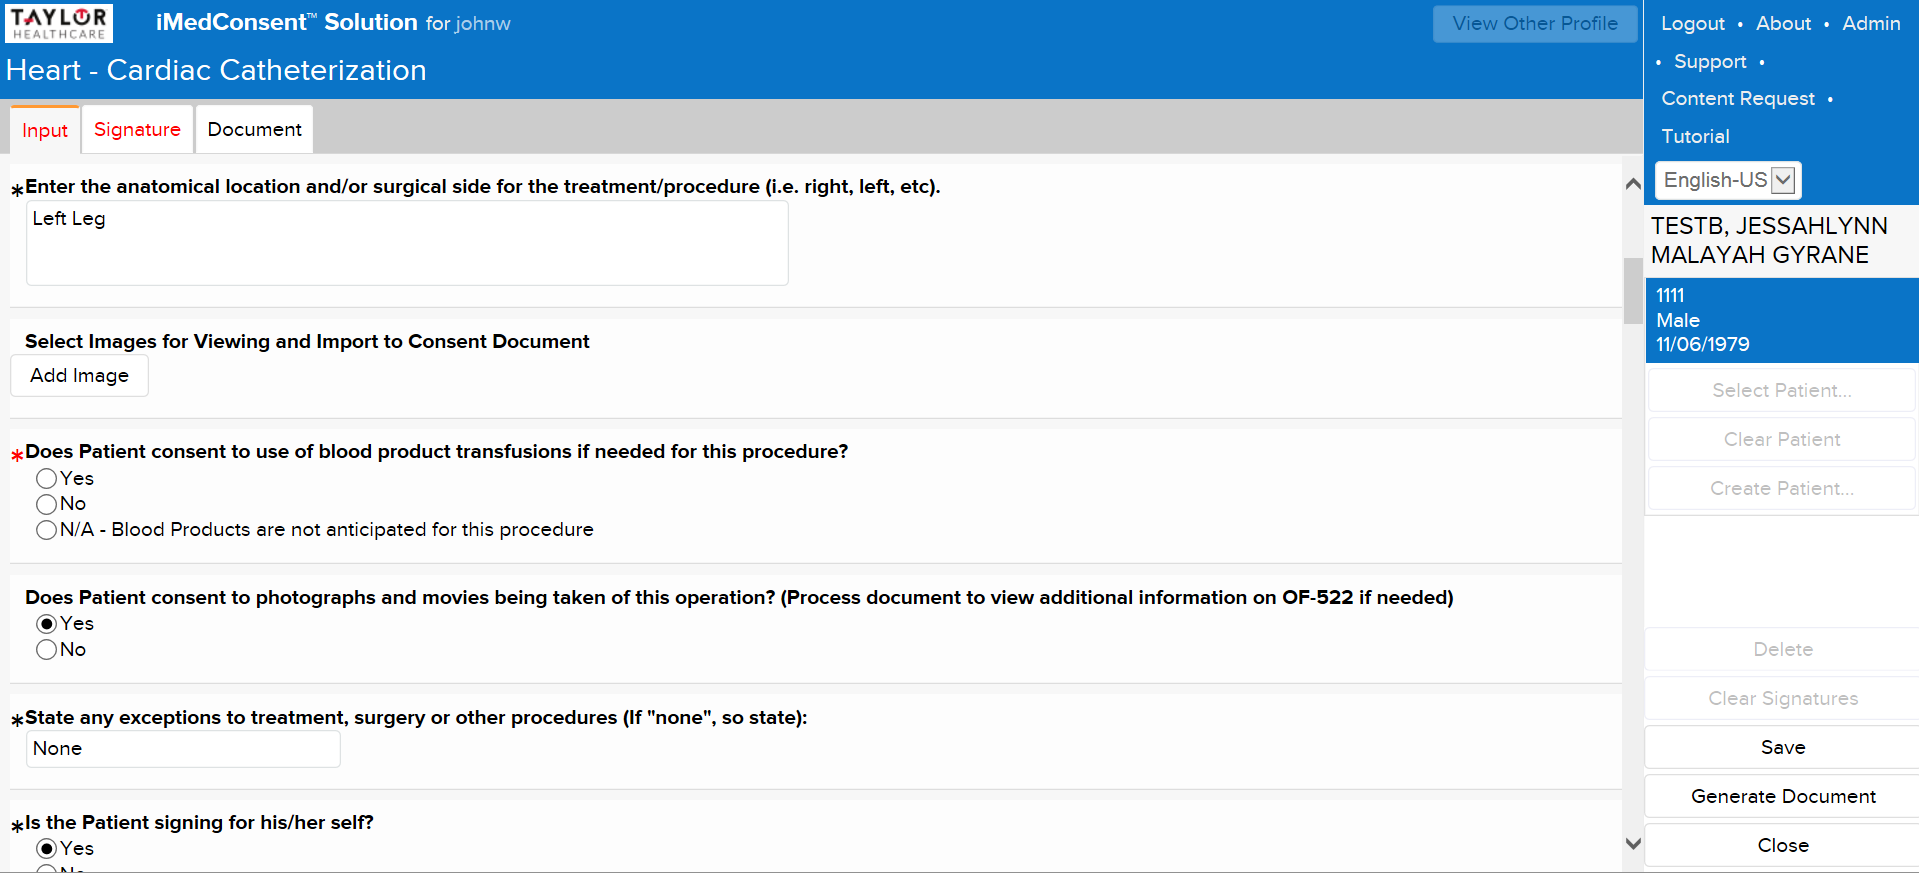 TAYLOR
HEALTHCARE
iMedConsent™ Solution for johnw
View Other Profile
Heart - Cardiac Catheterization
Logout • About • Admin
• Support •
Content Request •
Tutorial
English-US
Input
Signature
Document
*Enter the anatomical location and/or surgical side for the treatment/procedure (i.e. right, left, etc).
Left Leg
Select Images for Viewing and Import to Consent Document
Add Image
*Does Patient consent to use of blood product transfusions if needed for this procedure?
Yes
No
N/A - Blood Products are not anticipated for this procedure
Does Patient consent to photographs and movies being taken of this operation? (Process document to view additional information on OF-522 if needed)
Yes
No
*State any exceptions to treatment, surgery or other procedures (If "none", so state):
None
*Is the Patient signing for his/her self?
Yes
No
TESTB, JESSAHLYNN
MALAYAH GYRANE
1111
Male
11/06/1979
Select Patient...
Clear Patient
Create Patient...
Delete
Clear Signatures
Save
Generate Document
Close